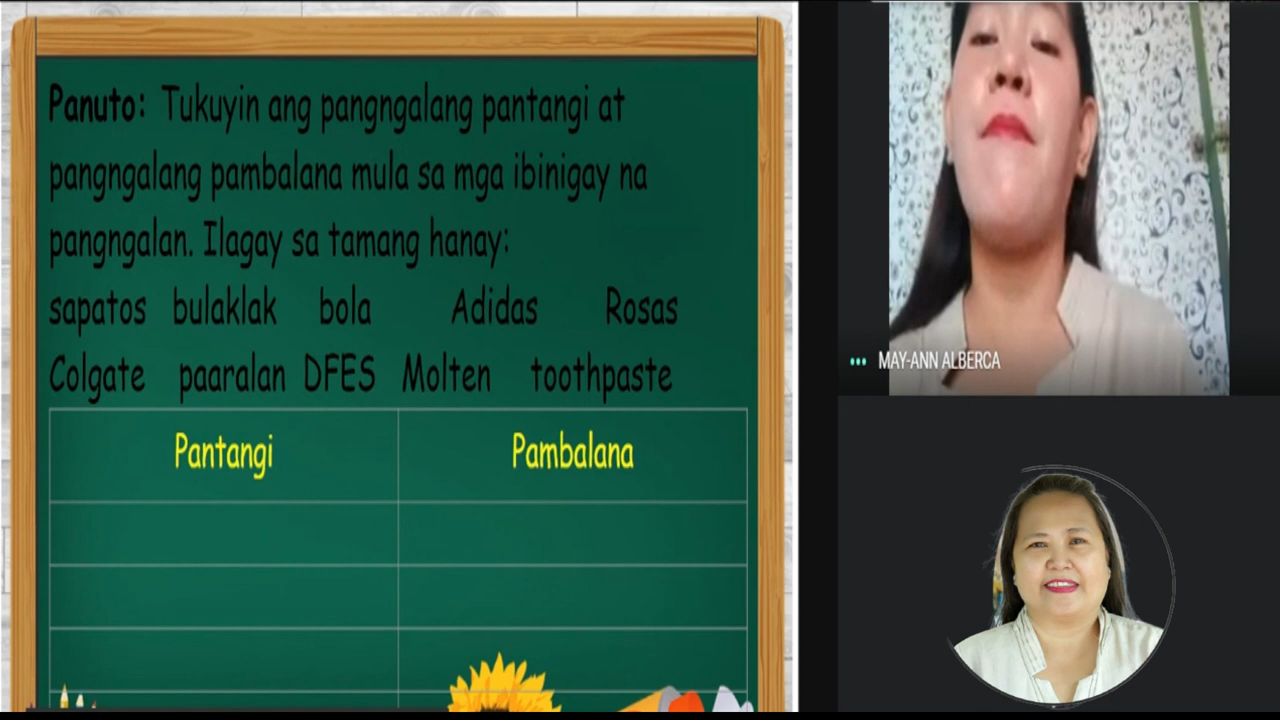 Panuto: Tukuyin ang pangngalang pantangi at
pangngalang pambalana mula sa mga ibinigay na
pangngalan. Ilagay sa tamang hanay:
sapatos bulaklak bola Adidas Rosas
Colgate paaralan DFES Molten toothpaste
Pantangi Pambalana
MAY-ANN ALBERCA